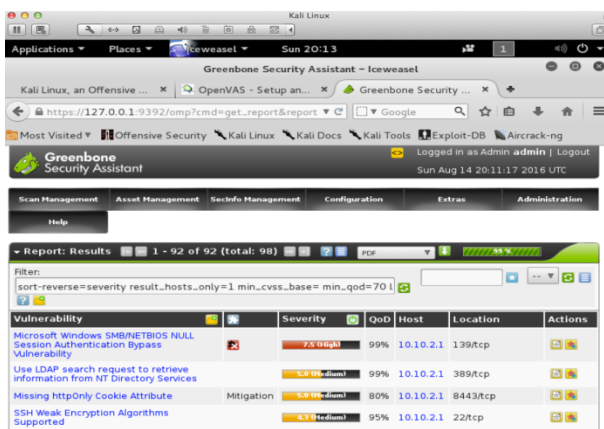 Kali Linux
Applications Places Iceweasel Sun 20:13 1
Greenbone Security Assistant - Iceweasel
Kali Linux, an Offensive ... × OpenVAS - Setup an... × Greenbone Security ... ×
https://127.0.0.1:9392/omp?cmd=get_report&report Google
Most Visited Offensive Security Kali Linux Kali Docs Kali Tools Exploit-DB Aircrack-ng
Greenbone
Security Assistant
Logged in as Admin admin | Logout
Sun Aug 14 20:11:17 2016 UTC
Scan Management Asset Management SecInfo Management Configuration Extras Administration
Help
Report: Results 1 - 92 of 92 (total: 98) PDF 99 %
Filter:
sort-reverse=severity result_hosts_only=1 min_cvss_base= min_qod=70 l --
Vulnerability Severity QoD Host Location Actions
Microsoft Windows SMB/NETBIOS NULL
Session Authentication Bypass
Vulnerability
7.5 (High) 99% 10.10.2.1 139/tcp
Use LDAP search request to retrieve
information from NT Directory Services
5.0 (Medium) 99% 10.10.2.1 389/tcp
Missing httpOnly Cookie Attribute Mitigation 5.0 (Medium) 80% 10.10.2.1 8443/tcp
SSH Weak Encryption Algorithms
Supported
4.3 (Medium) 95% 10.10.2.1 22/tcp